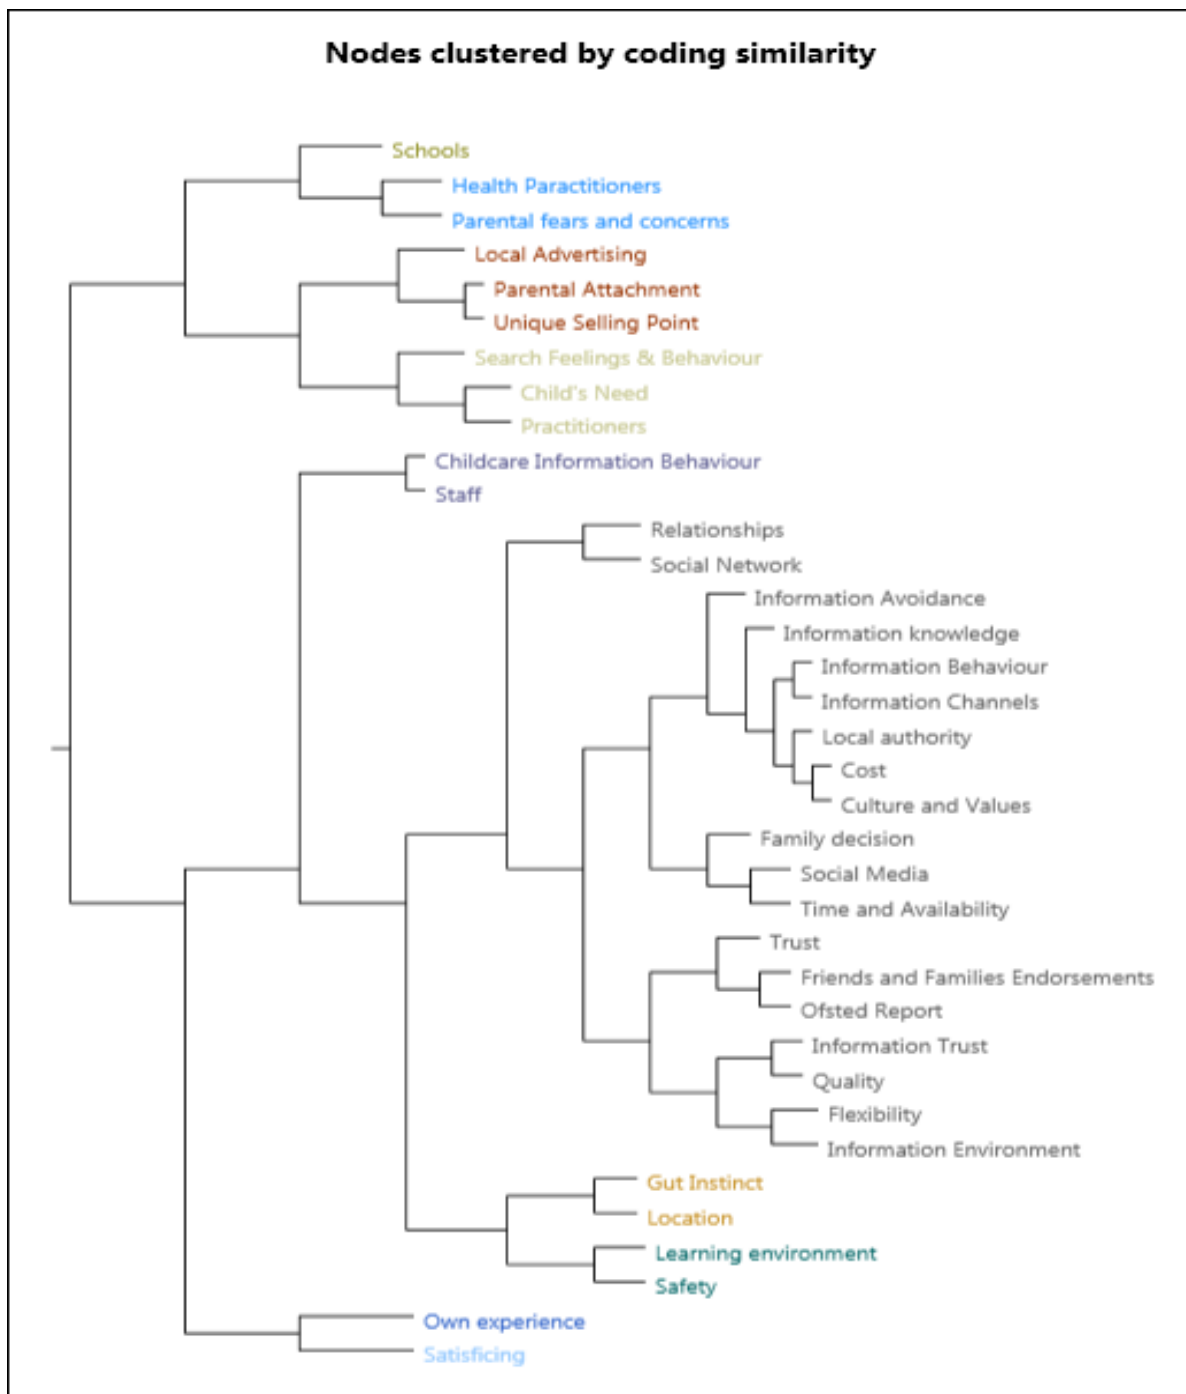 Nodes clustered by coding similarity
Schools
Health Paractitioners
Parental fears and concerns
Local Advertising
Parental Attachment
Unique Selling Point
Search Feelings & Behaviour
Child's Need
Practitioners
Childcare Information Behaviour
Staff
Relationships
Social Network
Information Avoidance
Information knowledge
Information Behaviour
Information Channels
Local authority
Cost
Culture and Values
Family decision
Social Media
Time and Availability
Trust
Friends and Families Endorsements
Ofsted Report
Information Trust
Quality
Flexibility
Information Environment
Gut Instinct
Location
Learning environment
Safety
Own experience
Satisficing